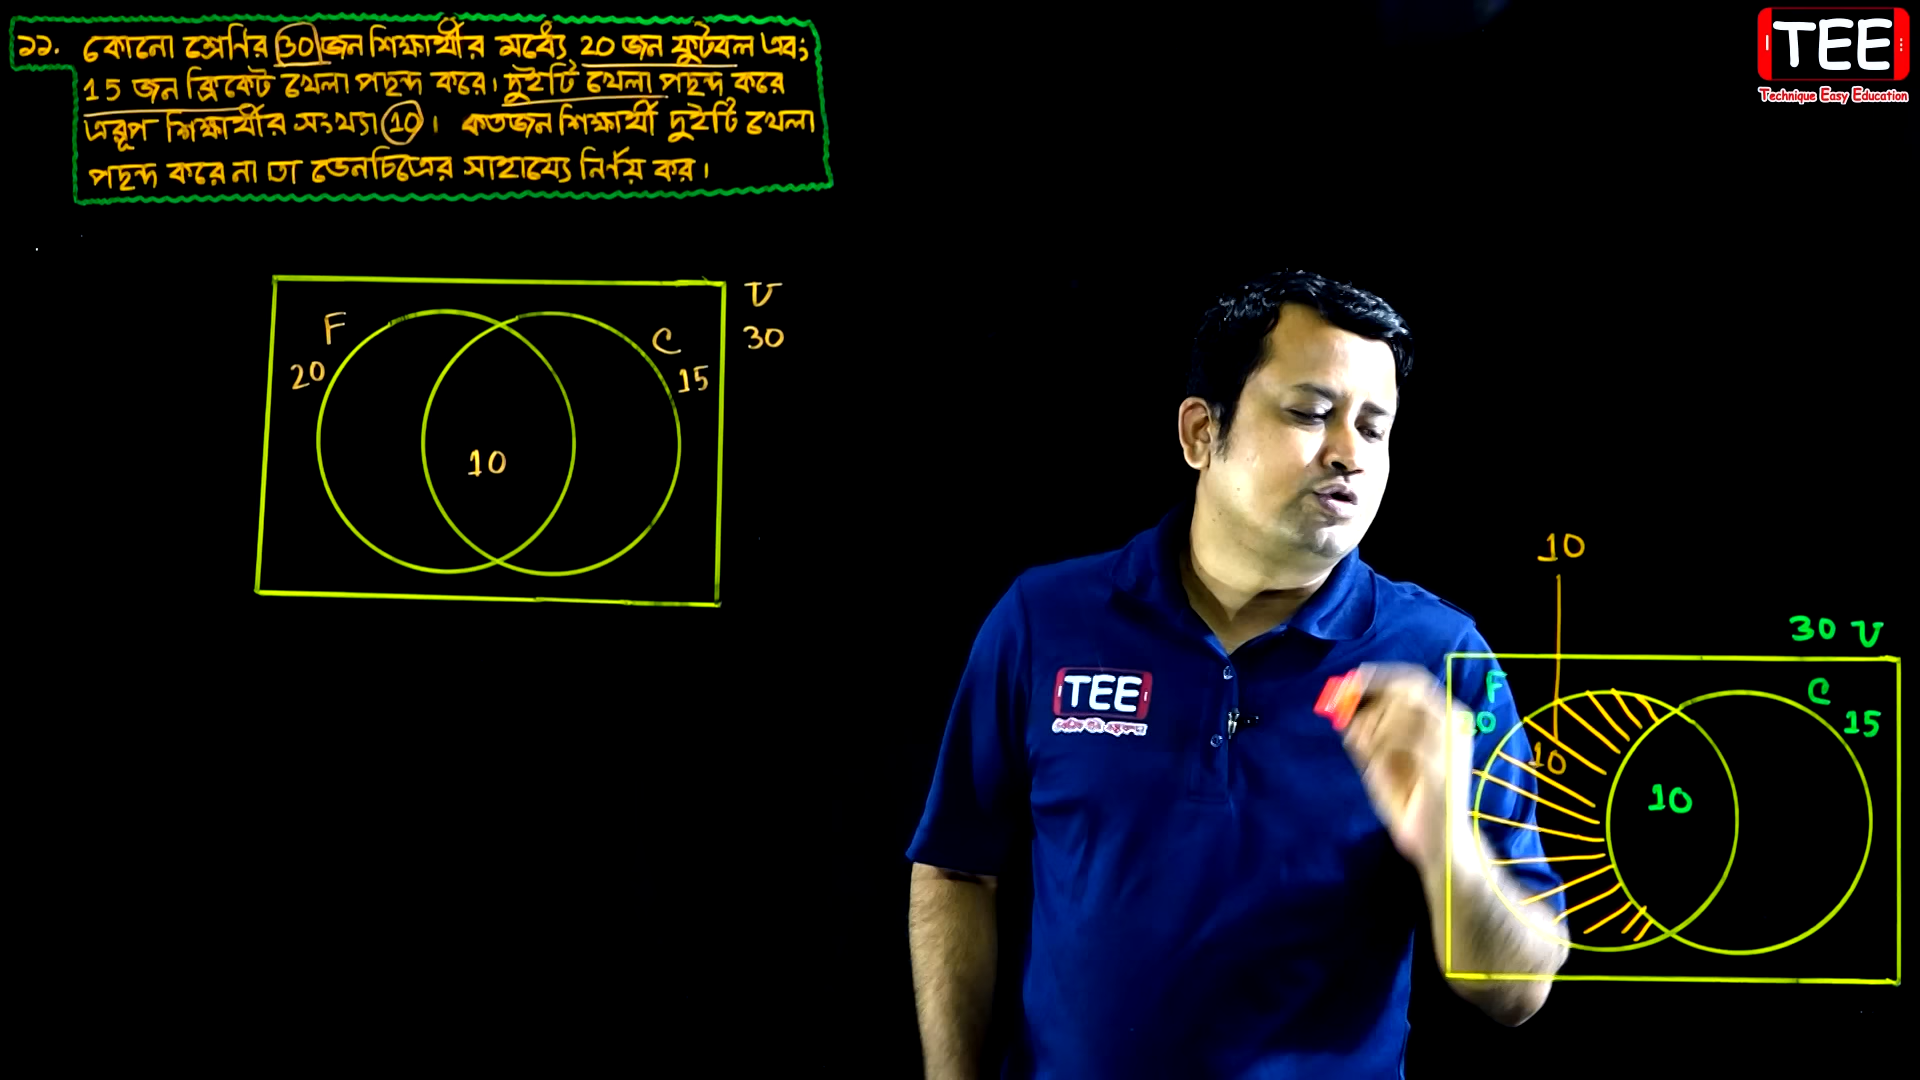 ১১. কোনো শ্রেণির 30 জন শিক্ষার্থীর মধ্যে 20 জন ফুটবল এবং
15 জন ক্রিকেট খেলা পছন্দ করে। দুইটি খেলা পছন্দ করে
এরূপ শিক্ষার্থীর সংখ্যা 10। কতজন শিক্ষার্থী দুইটি খেলা
পছন্দ করে না তা ভেনচিত্রের সাহায্যে নির্ণয় কর।
TEE
Technique Easy Education
U
30
F
20
C
15
10
TEE
10
30 U
F
20
C
15
10
10